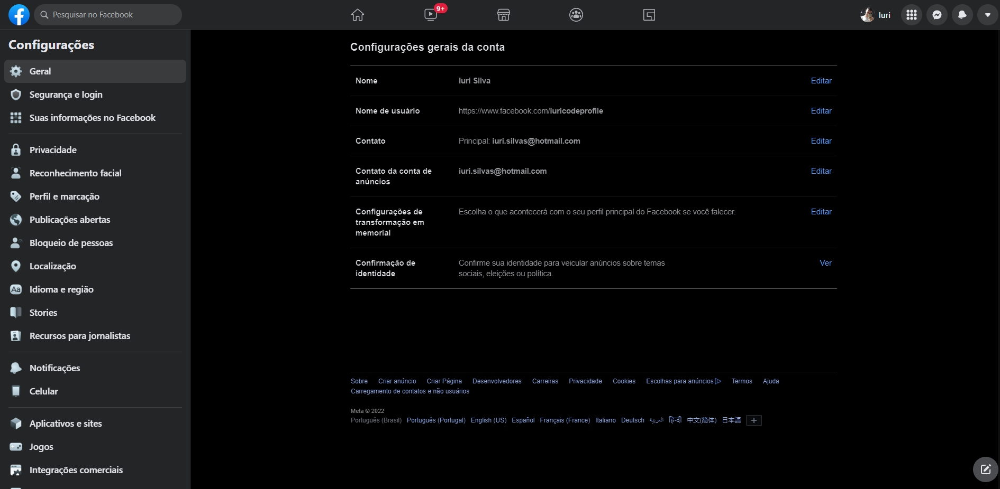 Pesquisar no Facebook
9+
Iuri
Configurações
Geral
Segurança e login
Suas informações no Facebook
Privacidade
Reconhecimento facial
Perfil e marcação
Publicações abertas
Bloqueio de pessoas
Localização
Aa
Idioma e região
Stories
Recursos para jornalistas
Notificações
Celular
Aplicativos e sites
Jogos
Integrações comerciais
Configurações gerais da conta
Nome
Iuri Silva
Editar
Nome de usuário
https://www.facebook.com/iuricodeprofile
Editar
Contato
Principal: iuri.silvas@hotmail.com
Editar
Contato da conta de
anúncios
iuri.silvas@hotmail.com
Editar
Configurações de
transformação em
memorial
Escolha o que acontecerá com o seu perfil principal do Facebook se você falecer.
Editar
Confirmação de
identidade
Confirme sua identidade para veicular anúncios sobre temas
sociais, eleições ou política.
Ver
Sobre Criar anúncio Criar Página Desenvolvedores Carreiras Privacidade Cookies Escolhas para anúncios Termos Ajuda
Carregamento de contatos e não usuários
Meta © 2022
Português (Brasil) Português (Portugal) English (US) Español Français (France) Italiano Deutsch العربية हिन्दी 中文(简体) 日本語 +